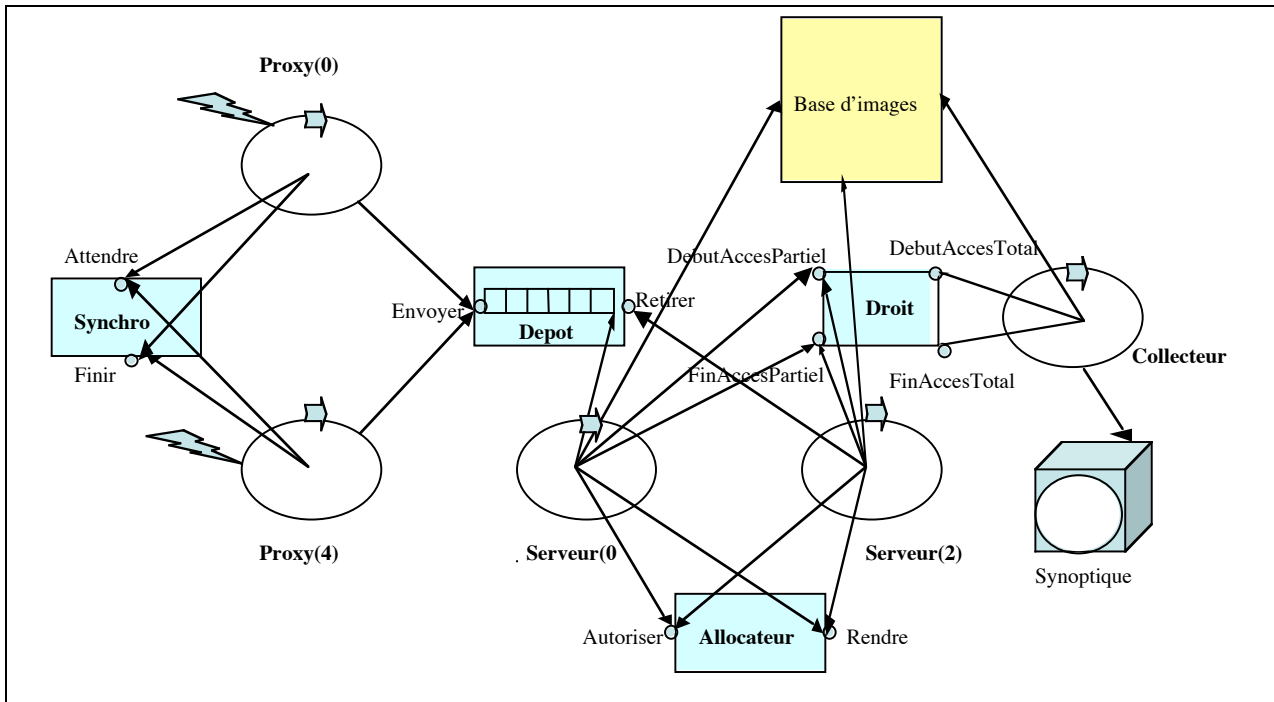 Proxy(0)
Base d'images
Attendre
DebutAccesPartiel
DebutAccesTotal
Envoyer
Retirer
Synchro
Depot
Droit
Collecteur
Finir
FinAccesPartiel
FinAccesTotal
Proxy(4)
. Serveur(0
Serveur(2)
Synoptique
Autoriser
Allocateur
Rendre